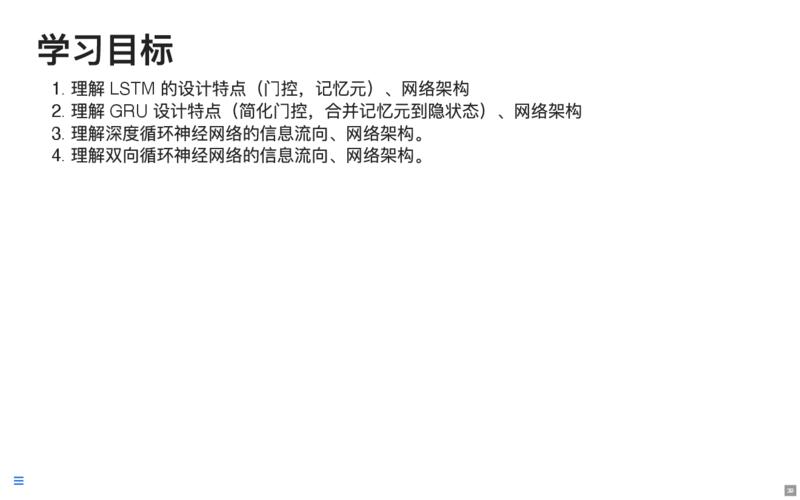 学习目标
1. 理解 LSTM 的设计特点（门控，记忆元）、网络架构
2. 理解 GRU 设计特点（简化门控，合并记忆元到隐状态）、网络架构
3. 理解深度循环神经网络的信息流向、网络架构。
4. 理解双向循环神经网络的信息流向、网络架构。